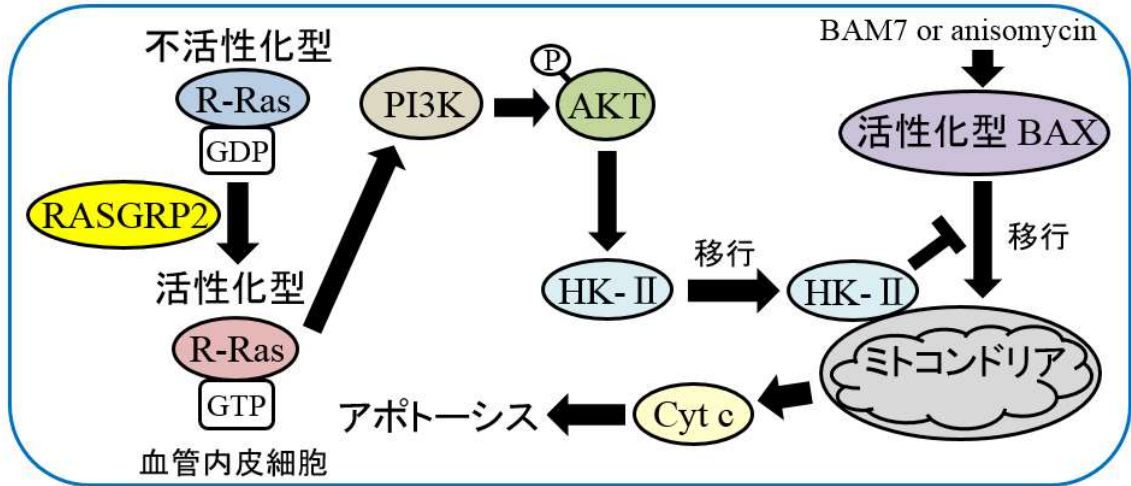 不活性化型
R-Ras
GDP
RASGRP2
活性化型
R-Ras
GTP
血管内皮細胞
PI3K
P
AKT
HK-Ⅱ
移行
HK-Ⅱ
BAM7 or anisomycin
活性化型 BAX
移行
ミトコンドリア
Cyt c
アポトーシス